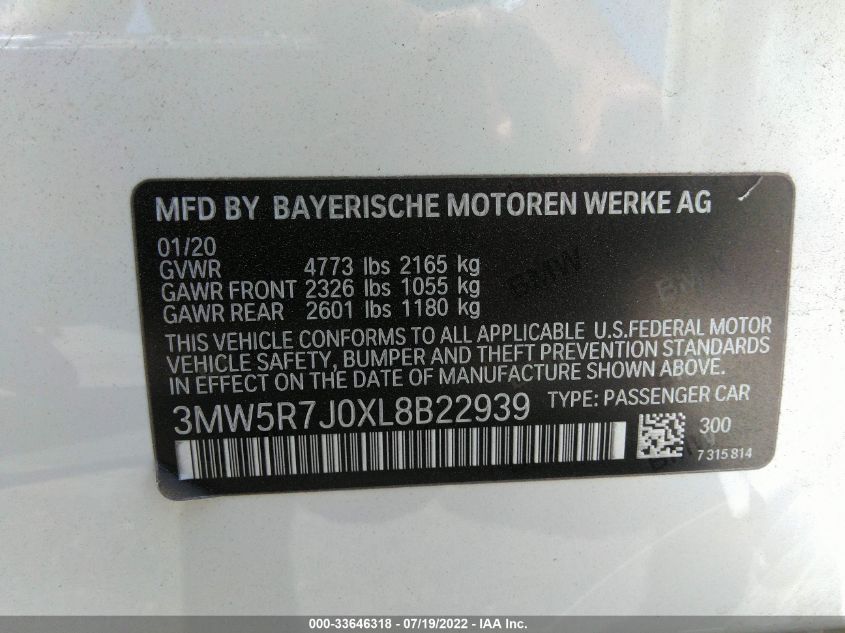 MFD BY BAYERISCHE MOTOREN WERKE AG
01/20
GVWR 4773 lbs 2165 kg
GAWR FRONT 2326 lbs 1055 kg
GAWR REAR 2601 lbs 1180 kg
THIS VEHICLE CONFORMS TO ALL APPLICABLE U.S.FEDERAL MOTOR
VEHICLE SAFETY, BUMPER AND THEFT PREVENTION STANDARDS
IN EFFECT ON THE DATE OF MANUFACTURE SHOWN ABOVE.
3MW5R7J0XL8B22939 TYPE: PASSENGER CAR
300
7 315 814
BMW
BMW
BMW
000-33646318 - 07/19/2022 - IAA Inc.